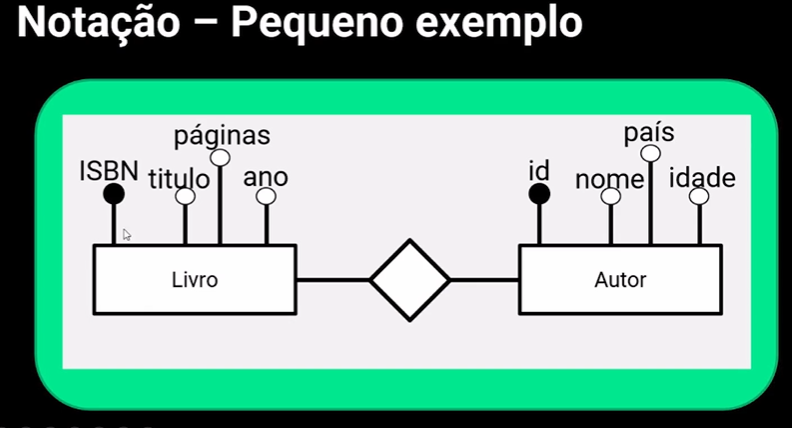 Notação – Pequeno exemplo
páginas
país
ISBN titulo ano
id nome idade
Livro
Autor